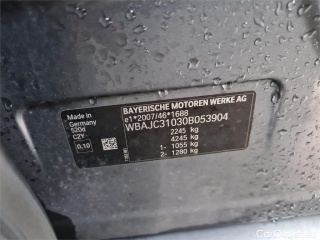 Made in
Germany
520d
C2Y
0.10
BAYERISCHE MOTOREN WERKE AG
e1*2007/46*1688
WBAJC31030B053904
2245 kg
4245 kg
1- 1055 kg
2- 1280 kg